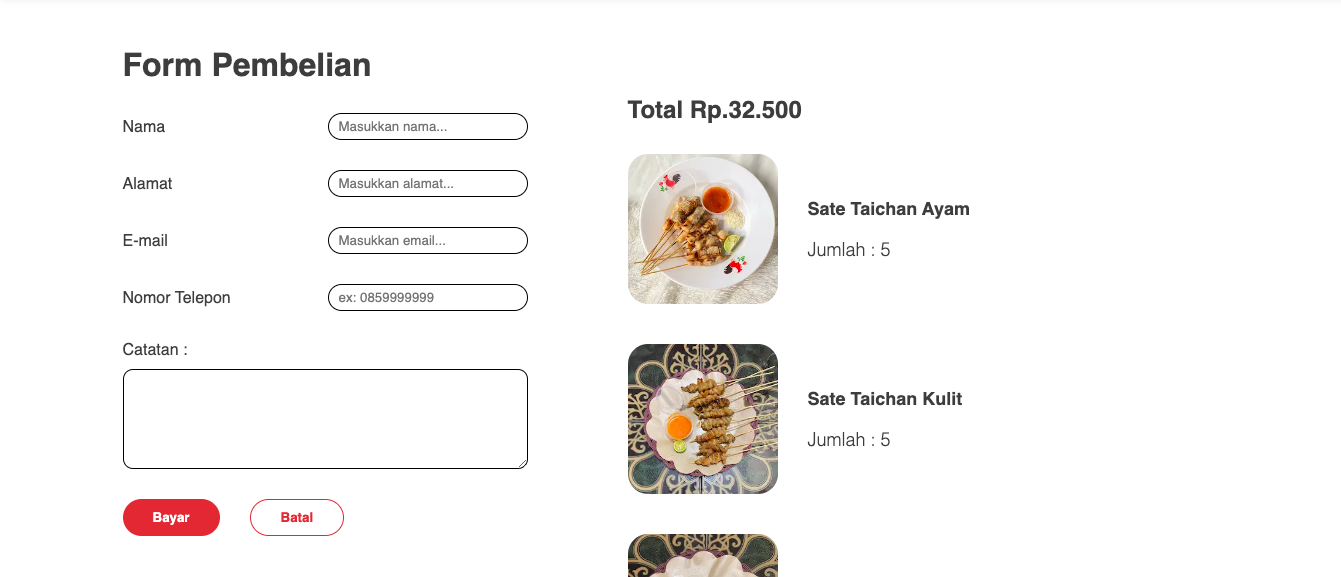 Form Pembelian
Nama
Masukkan nama...
Alamat
Masukkan alamat...
E-mail
Masukkan email...
Nomor Telepon
ex: 0859999999
Catatan :
Bayar
Batal
Total Rp.32.500
Sate Taichan Ayam
Jumlah : 5
Sate Taichan Kulit
Jumlah : 5